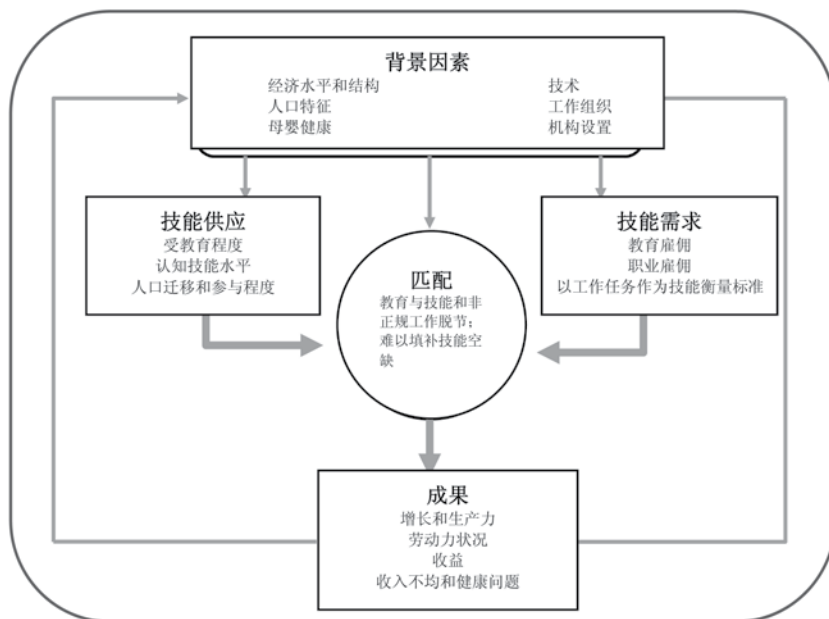 背景因素
经济水平和结构
人口特征
母婴健康
技术
工作组织
机构设置
技能供应
受教育程度
认知技能水平
人口迁移和参与程度
匹配
教育与技能和非
正规工作脱节；
难以填补技能空
缺
技能需求
教育雇佣
职业雇佣
以工作任务作为技能衡量标准
成果
增长和生产力
劳动力状况
收益
收入不均和健康问题